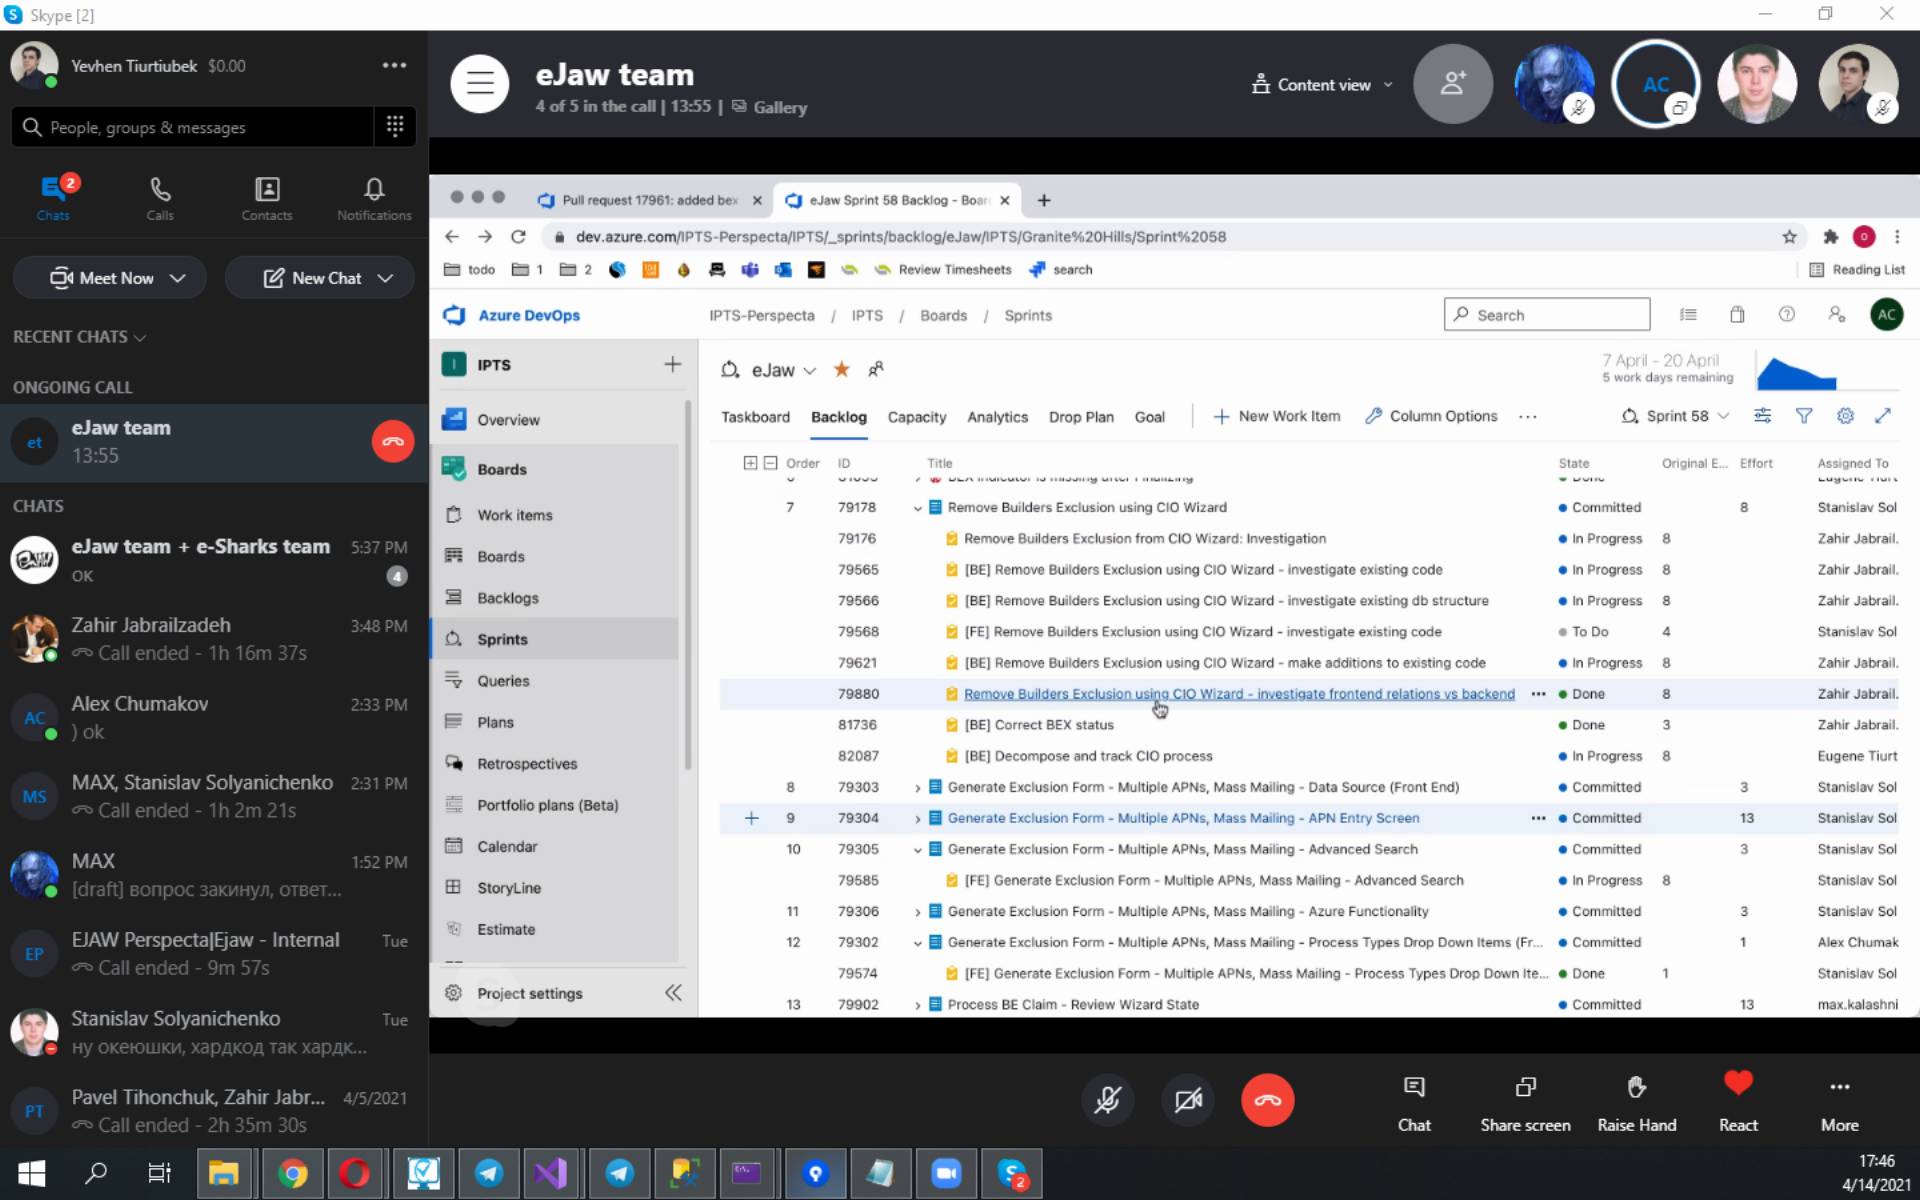 Skype [2]
Yevhen Tiurtiubek $0.00
People, groups & messages
2
Chats
Calls
Contacts
Notifications
Meet Now
New Chat
RECENT CHATS
ONGOING CALL
et
eJaw team
13:55
CHATS
eJaw team + e-Sharks team 5:37 PM
ОК
4
Zahir Jabrailzadeh 3:48 PM
Call ended - 1h 16m 37s
AC
Alex Chumakov 2:33 PM
) ok
MS
MAX, Stanislav Solyanichenko 2:31 PM
Call ended - 1h 2m 21s
MAX 1:52 PM
[draft] вопрос закинул, ответ...
EP
EJAW Perspecta|Ejaw - Internal Tue
Call ended - 9m 57s
Stanislav Solyanichenko Tue
ну океюшки, хардкод так хардк...
PT
Pavel Tihonchuk, Zahir Jabr... 4/5/2021
Call ended - 2h 35m 30s
eJaw team
4 of 5 in the call | 13:55 | Gallery
Content view
AC
Pull request 17961: added bex
eJaw Sprint 58 Backlog - Boar
dev.azure.com/IPTS-Perspecta/IPTS/_sprints/backlog/eJaw/IPTS/Granite%20Hills/Sprint%2058
todo 1 2 Review Timesheets search Reading List
Azure DevOps
IPTS-Perspecta / IPTS / Boards / Sprints
Search
AC
I
IPTS
Overview
Boards
Work items
Boards
Backlogs
Sprints
Queries
Plans
Retrospectives
Portfolio plans (Beta)
Calendar
StoryLine
Estimate
Project settings
eJaw
7 April - 20 April
5 work days remaining
Taskboard Backlog Capacity Analytics Drop Plan Goal
New Work Item Column Options ...
Sprint 58
Order ID Title State Original E... Effort Assigned To
7 79178 Remove Builders Exclusion using CIO Wizard Committed 8 Stanislav Sol
79176 Remove Builders Exclusion from CIO Wizard: Investigation In Progress 8 Zahir Jabrail.
79565 [BE] Remove Builders Exclusion using CIO Wizard - investigate existing code In Progress 8 Zahir Jabrail.
79566 [BE] Remove Builders Exclusion using CIO Wizard - investigate existing db structure In Progress 8 Zahir Jabrail.
79568 [FE] Remove Builders Exclusion using CIO Wizard - investigate existing code To Do 4 Stanislav Sol
79621 [BE] Remove Builders Exclusion using CIO Wizard - make additions to existing code In Progress 8 Zahir Jabrail.
79880 Remove Builders Exclusion using CIO Wizard - investigate frontend relations vs backend ... Done 8 Zahir Jabrail.
81736 [BE] Correct BEX status Done 3 Zahir Jabrail.
82087 [BE] Decompose and track CIO process In Progress 8 Eugene Tiurt
8 79303 Generate Exclusion Form - Multiple APNs, Mass Mailing - Data Source (Front End) Committed 3 Stanislav Sol
9 79304 Generate Exclusion Form - Multiple APNs, Mass Mailing - APN Entry Screen ... Committed 13 Stanislav Sol
10 79305 Generate Exclusion Form - Multiple APNs, Mass Mailing - Advanced Search Committed 3 Stanislav Sol
79585 [FE] Generate Exclusion Form - Multiple APNs, Mass Mailing - Advanced Search In Progress 8 Stanislav Sol
11 79306 Generate Exclusion Form - Multiple APNs, Mass Mailing - Azure Functionality Committed 3 Stanislav Sol
12 79302 Generate Exclusion Form - Multiple APNs, Mass Mailing - Process Types Drop Down Items (Fr... Committed 1 Alex Chumak
79574 [FE] Generate Exclusion Form - Multiple APNs, Mass Mailing - Process Types Drop Down Ite... Done 1 Stanislav Sol
13 79902 Process BE Claim - Review Wizard State Committed 13 max.kalashni
Chat
Share screen
Raise Hand
React
More
2
17:46
4/14/2021